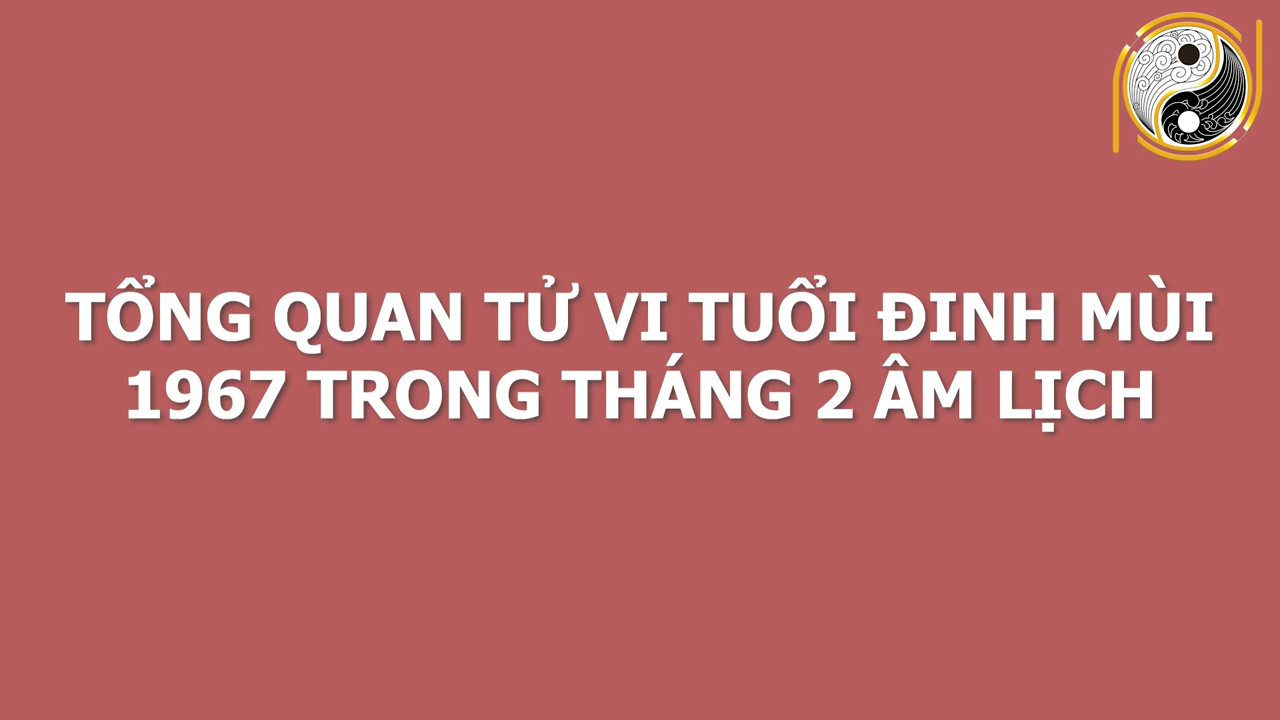 TỔNG QUAN TỬ VI TUỔI ĐINH MÙI
1967 TRONG THÁNG 2 ÂM LỊCH